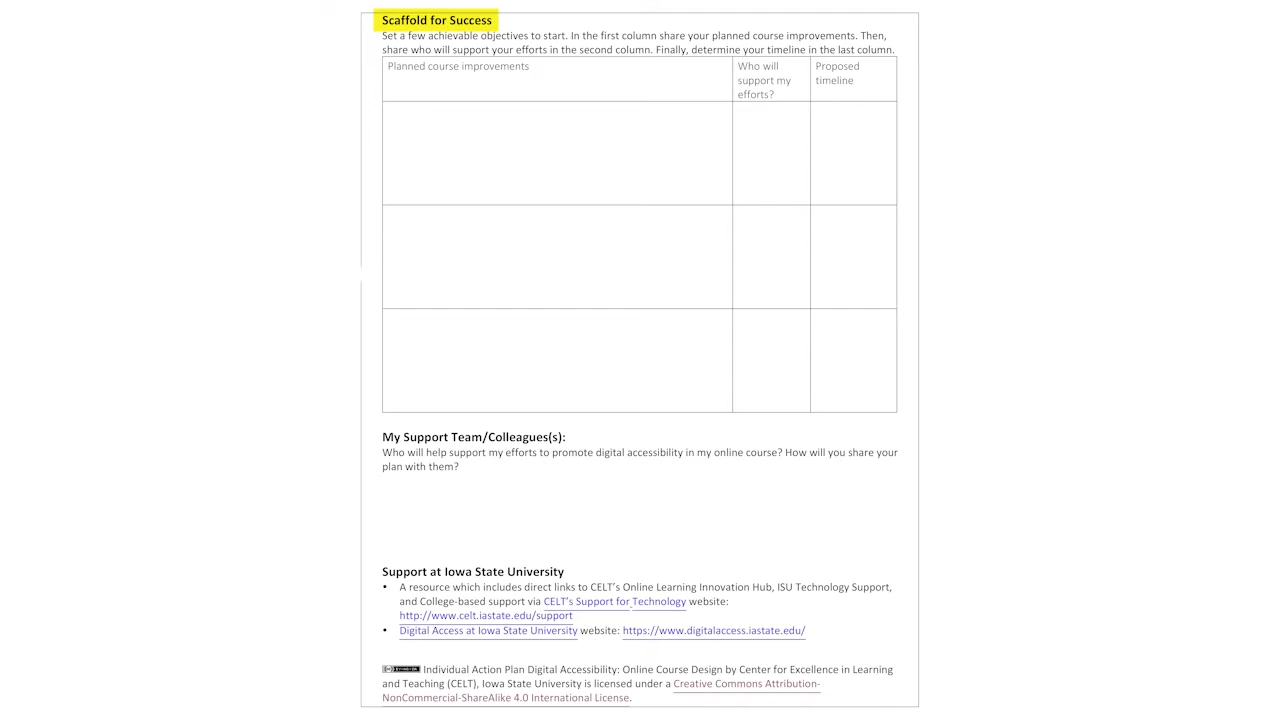 Scaffold for Success
Set a few achievable objectives to start. In the first column share your planned course improvements. Then,
share who will support your efforts in the second column. Finally, determine your timeline in the last column.
Planned course improvements
Who will
support my
efforts?
Proposed
timeline
My Support Team/Colleagues(s):
Who will help support my efforts to promote digital accessibility in my online course? How will you share your
plan with them?
Support at Iowa State University
• A resource which includes direct links to CELT's Online Learning Innovation Hub, ISU Technology Support,
and College-based support via CELT's Support for Technology website:
http://www.celt.iastate.edu/support
• Digital Access at Iowa State University website: https://www.digitalaccess.iastate.edu/
Individual Action Plan Digital Accessibility: Online Course Design by Center for Excellence in Learning
and Teaching (CELT), Iowa State University is licensed under a Creative Commons Attribution-
NonCommercial-ShareAlike 4.0 International License.